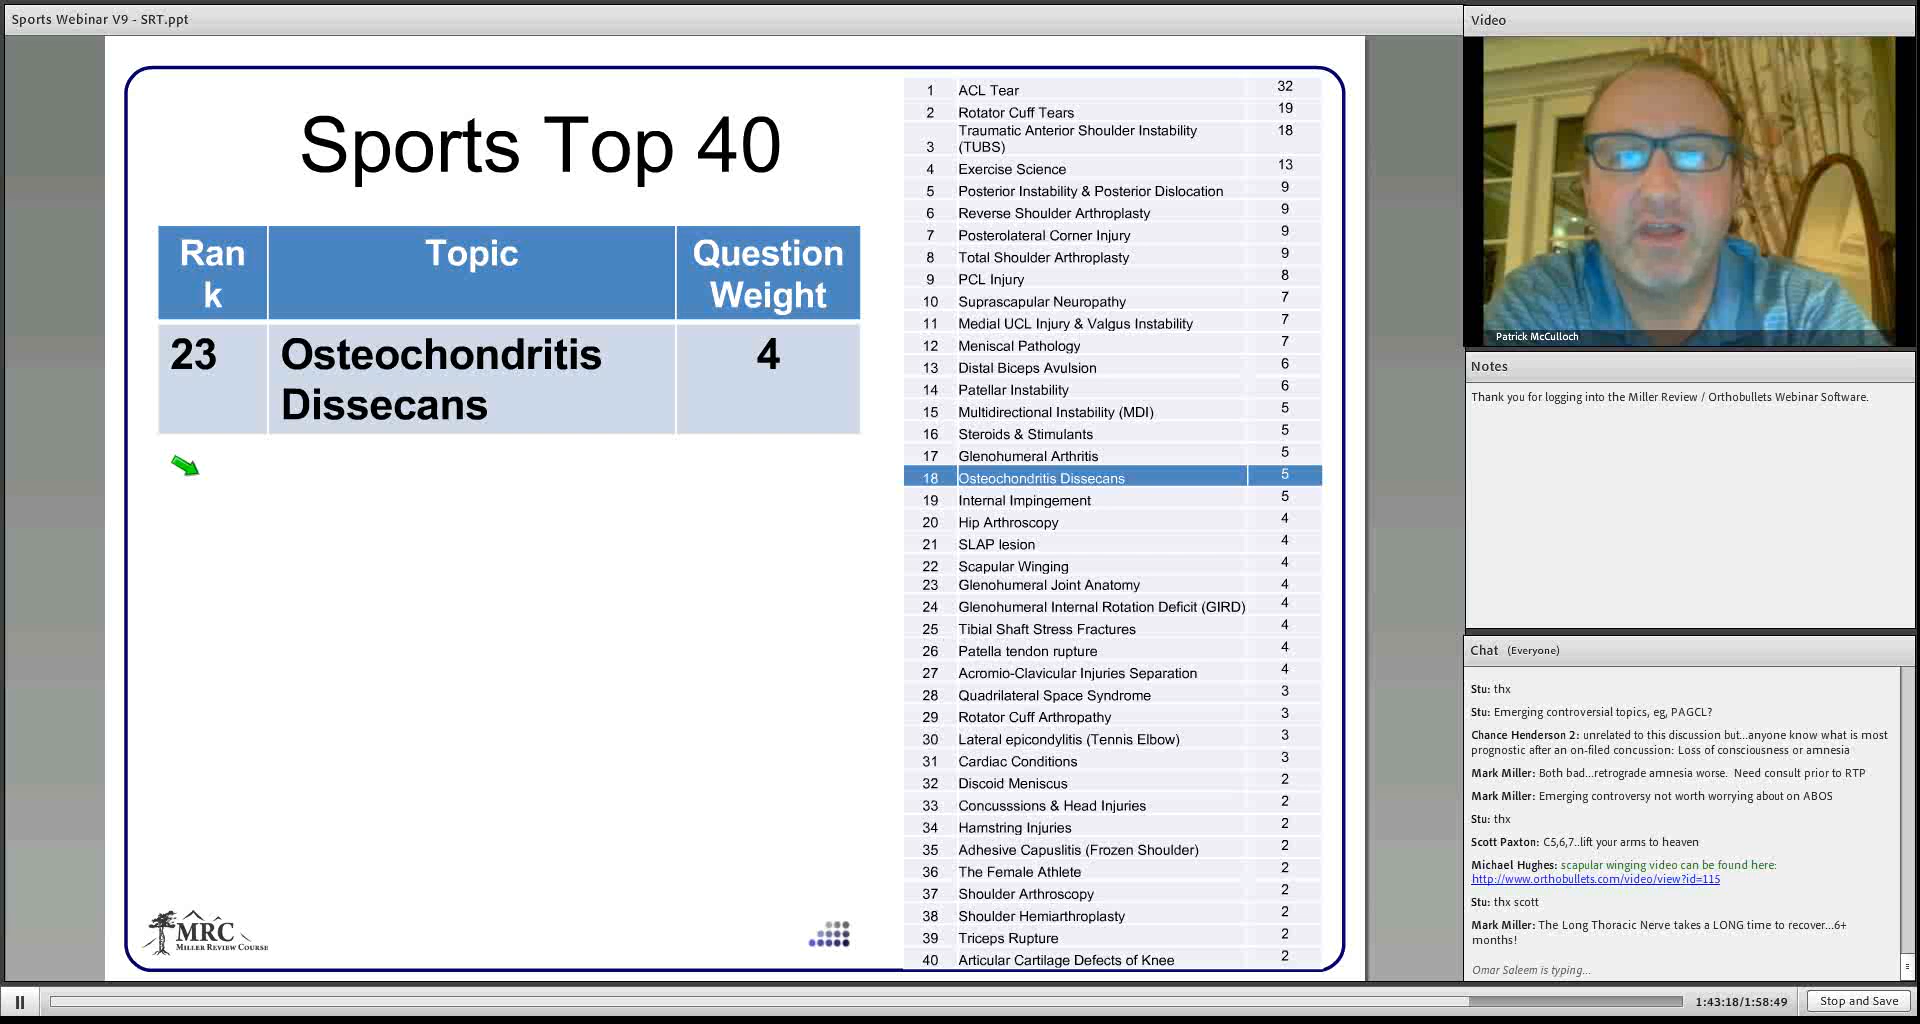 Sports Webinar V9 - SRT.ppt
Sports Top 40
Ran
k
Topic
Question
Weight
23
Osteochondritis
Dissecans
4
MRC
MILLER REVIEW COURSE
1 ACL Tear 32
2 Rotator Cuff Tears 19
Traumatic Anterior Shoulder Instability 18
3 (TUBS)
4 Exercise Science 13
5 Posterior Instability & Posterior Dislocation 9
6 Reverse Shoulder Arthroplasty 9
7 Posterolateral Corner Injury 9
8 Total Shoulder Arthroplasty 9
9 PCL Injury 8
10 Suprascapular Neuropathy 7
11 Medial UCL Injury & Valgus Instability 7
12 Meniscal Pathology 7
13 Distal Biceps Avulsion 6
14 Patellar Instability 6
15 Multidirectional Instability (MDI) 5
16 Steroids & Stimulants 5
17 Glenohumeral Arthritis 5
18 Osteochondritis Dissecans 5
19 Internal Impingement 5
20 Hip Arthroscopy 4
21 SLAP lesion 4
22 Scapular Winging 4
23 Glenohumeral Joint Anatomy 4
24 Glenohumeral Internal Rotation Deficit (GIRD) 4
25 Tibial Shaft Stress Fractures 4
26 Patella tendon rupture 4
27 Acromio-Clavicular Injuries Separation 4
28 Quadrilateral Space Syndrome 3
29 Rotator Cuff Arthropathy 3
30 Lateral epicondylitis (Tennis Elbow) 3
31 Cardiac Conditions 3
32 Discoid Meniscus 2
33 Concusssions & Head Injuries 2
34 Hamstring Injuries 2
35 Adhesive Capuslitis (Frozen Shoulder) 2
36 The Female Athlete 2
37 Shoulder Arthroscopy 2
38 Shoulder Hemiarthroplasty 2
39 Triceps Rupture 2
40 Articular Cartilage Defects of Knee 2
Video
Patrick McCulloch
Notes
Thank you for logging into the Miller Review / Orthobullets Webinar Software.
Chat (Everyone)
Stu: thx
Stu: Emerging controversial topics, eg, PAGCL?
Chance Henderson 2: unrelated to this discussion but...anyone know what is most
prognostic after an on-filed concussion: Loss of consciousness or amnesia
Mark Miller: Both bad...retrograde amnesia worse. Need consult prior to RTP
Mark Miller: Emerging controversy not worth worrying about on ABOS
Stu: thx
Scott Paxton: C5,6,7..lift your arms to heaven
Michael Hughes: scapular winging video can be found here:
http://www.orthobullets.com/video/view?id=115
Stu: thx scott
Mark Miller: The Long Thoracic Nerve takes a LONG time to recover...6+
months!
Omar Saleem is typing...
1:43:18/1:58:49
Stop and Save